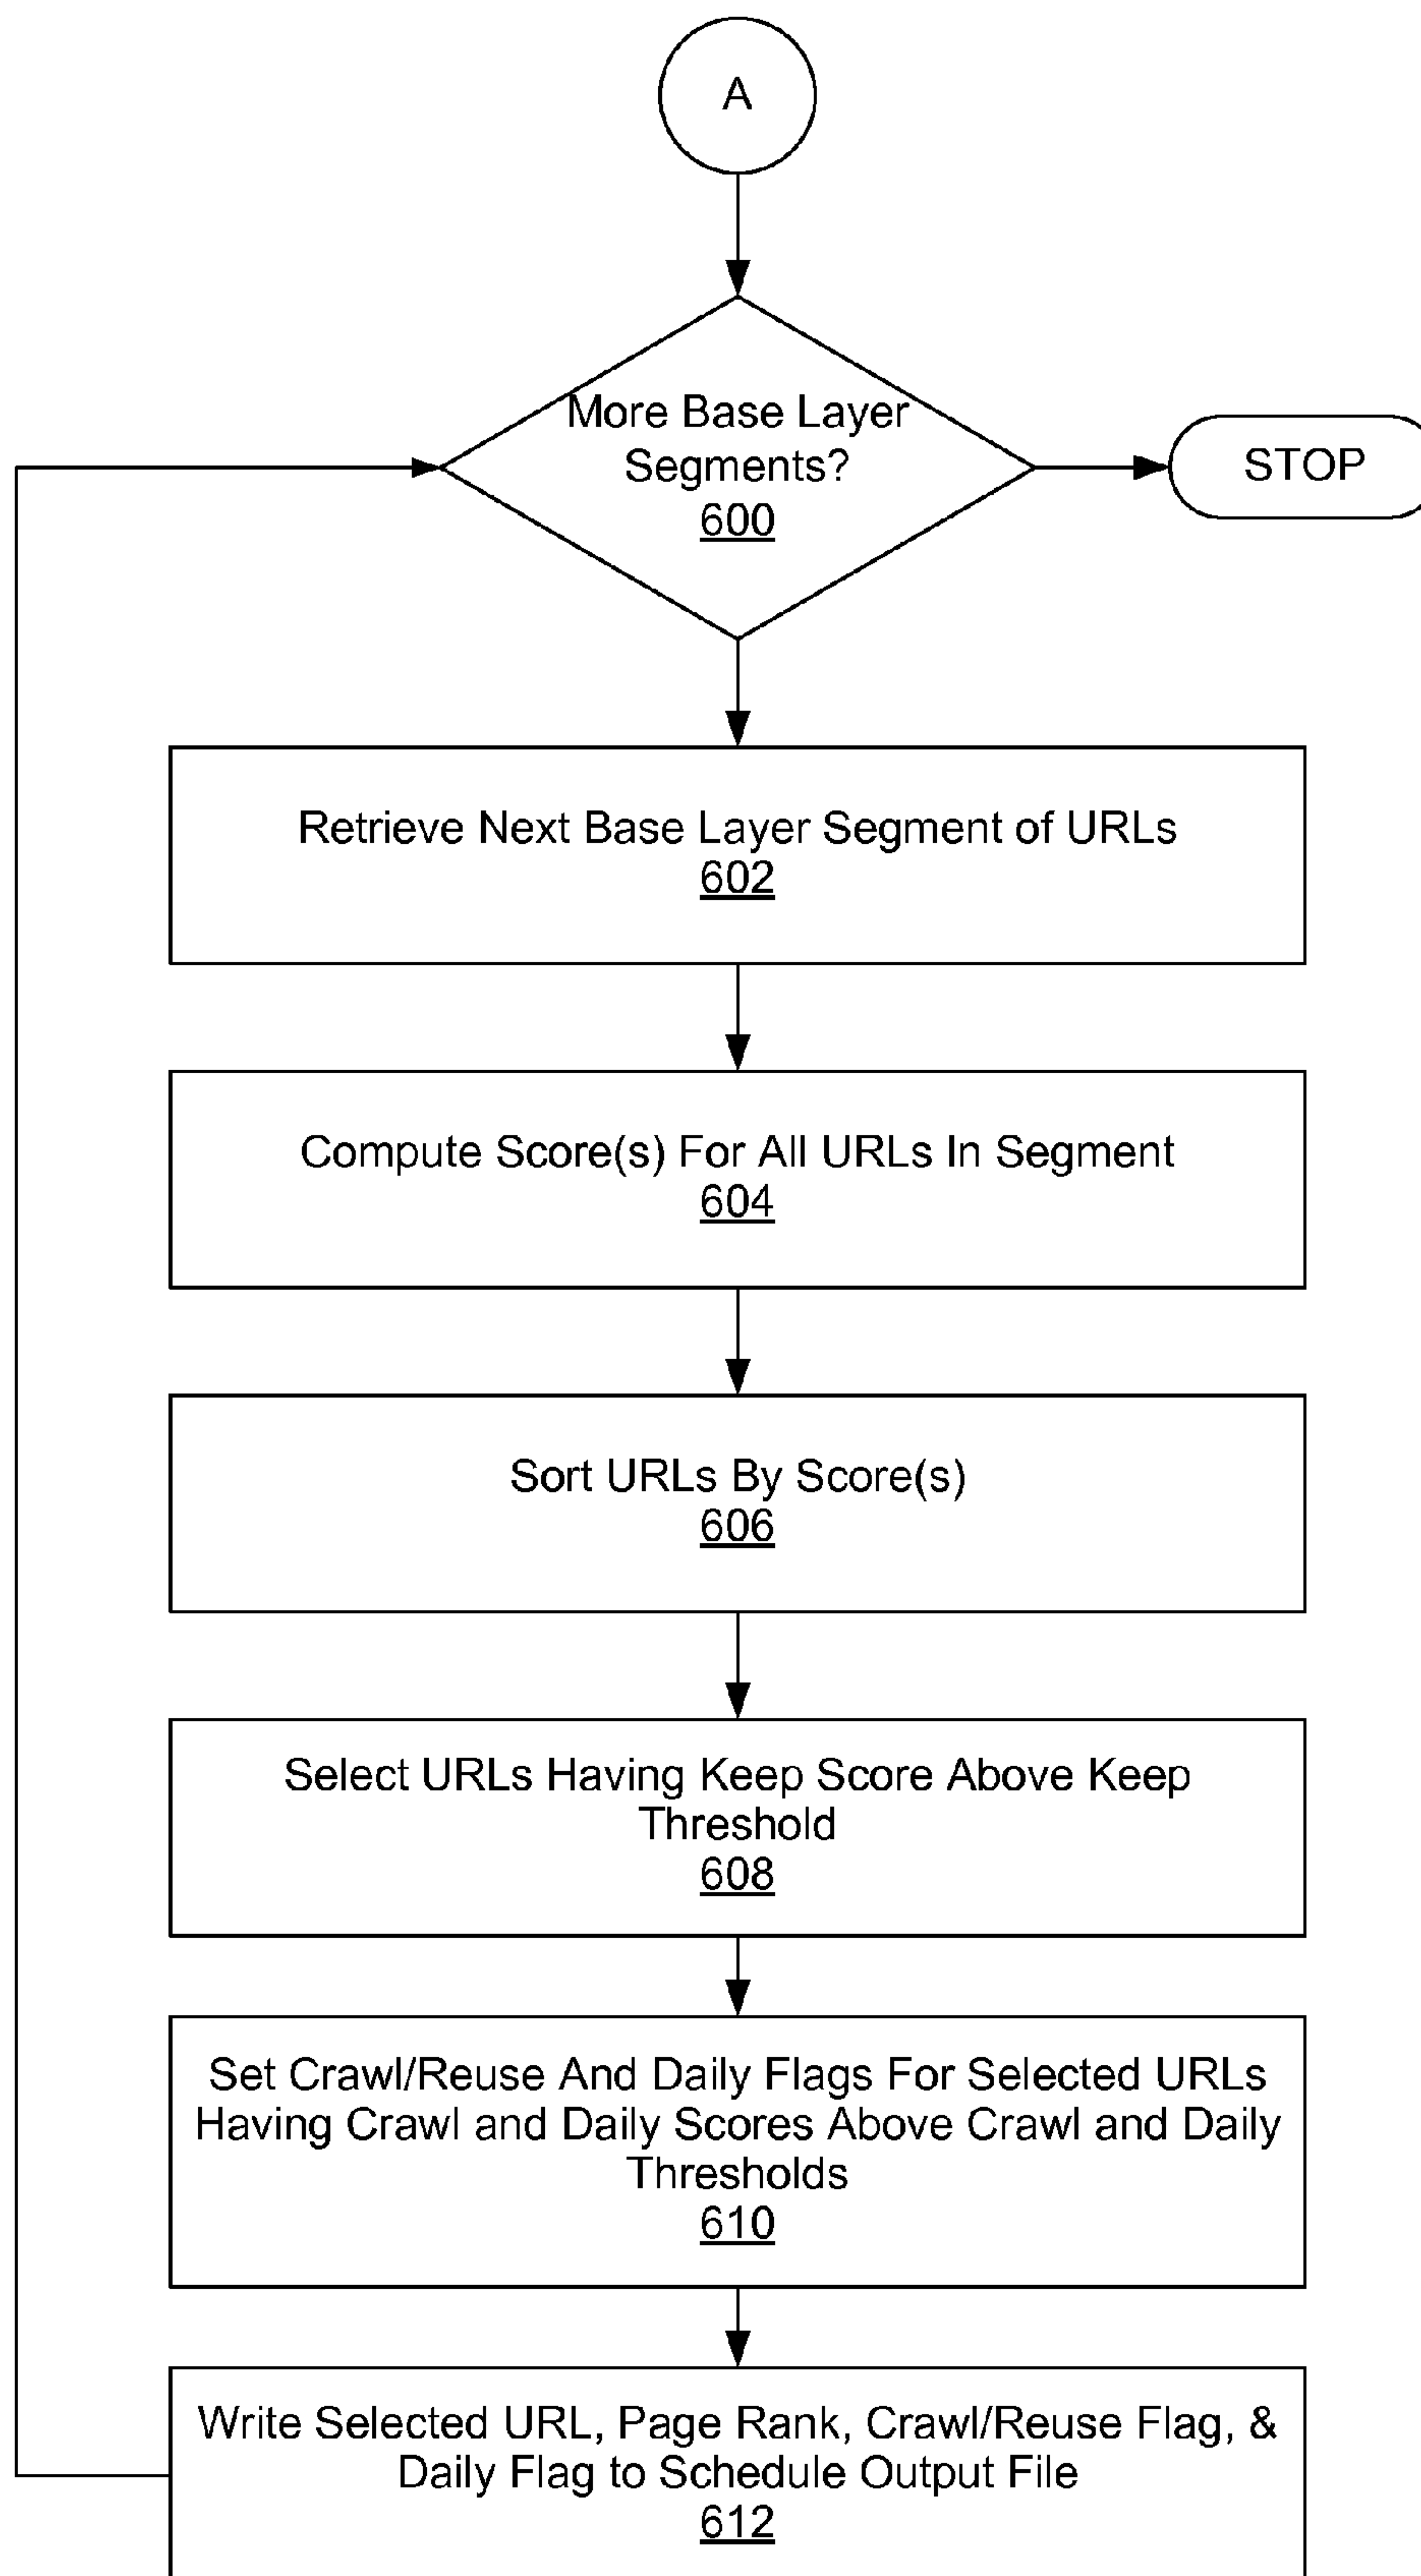 A
More Base Layer
Segments?
600
STOP
Retrieve Next Base Layer Segment of URLs
602
Compute Score(s) For All URLs In Segment
604
Sort URLs By Score(s)
606
Select URLs Having Keep Score Above Keep
Threshold
608
Set Crawl/Reuse And Daily Flags For Selected URLs
Having Crawl and Daily Scores Above Crawl and Daily
Thresholds
610
Write Selected URL, Page Rank, Crawl/Reuse Flag, &
Daily Flag to Schedule Output File
612